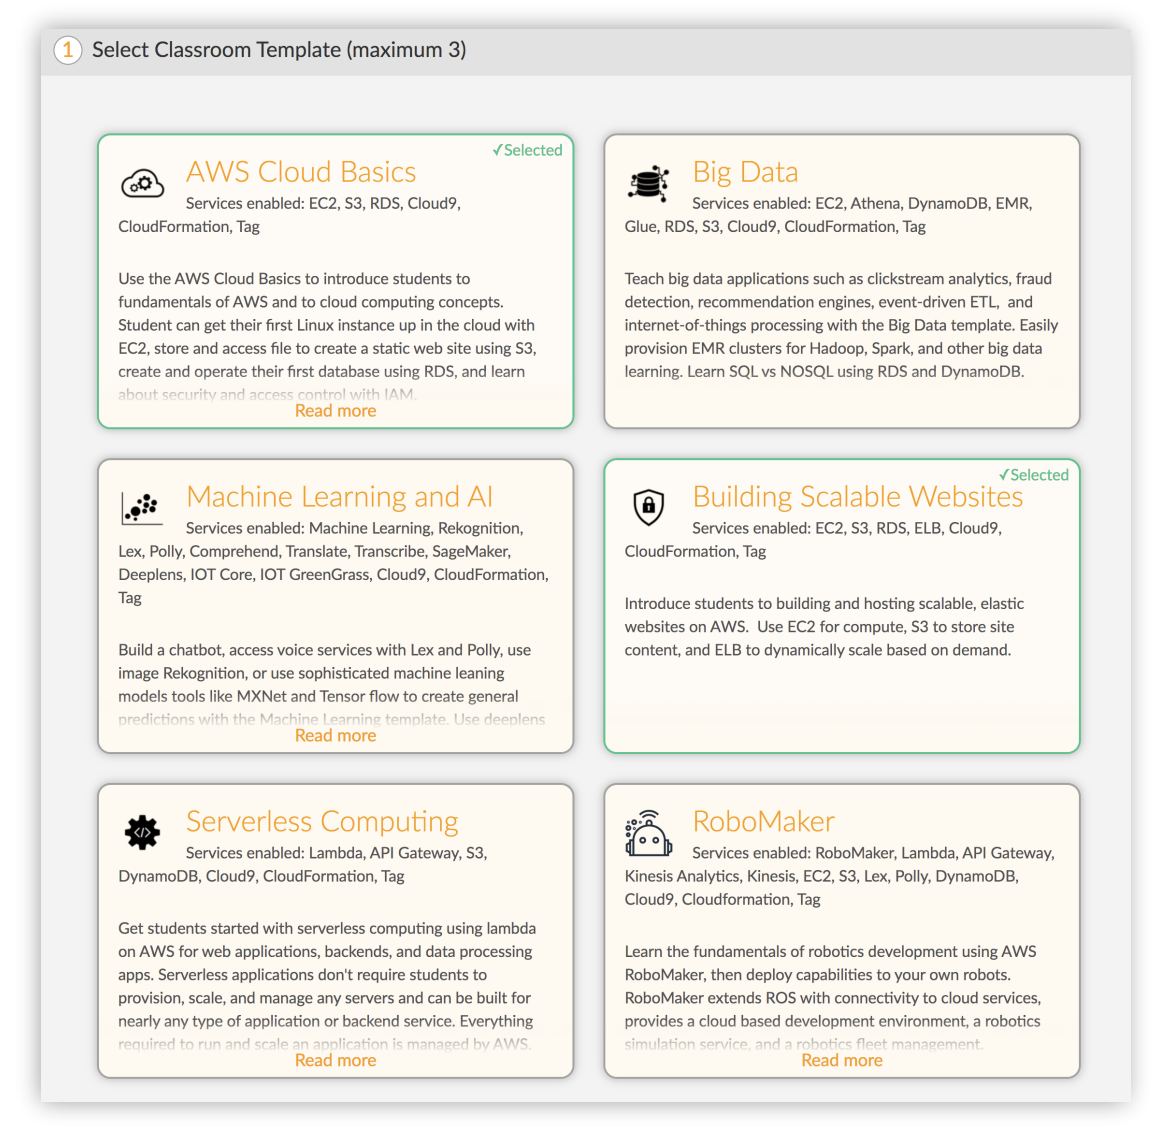 1 Select Classroom Template (maximum 3)
✓Selected
AWS Cloud Basics
Services enabled: EC2, S3, RDS, Cloud9,
CloudFormation, Tag
Use the AWS Cloud Basics to introduce students to
fundamentals of AWS and to cloud computing concepts.
Student can get their first Linux instance up in the cloud with
EC2, store and access file to create a static web site using S3,
create and operate their first database using RDS, and learn
about security and access control with IAM.
Read more
Big Data
Services enabled: EC2, Athena, DynamoDB, EMR,
Glue, RDS, S3, Cloud9, CloudFormation, Tag
Teach big data applications such as clickstream analytics, fraud
detection, recommendation engines, event-driven ETL,  and
internet-of-things processing with the Big Data template. Easily
provision EMR clusters for Hadoop, Spark, and other big data
learning. Learn SQL vs NOSQL using RDS and DynamoDB.
Machine Learning and AI
Services enabled: Machine Learning, Rekognition,
Lex, Polly, Comprehend, Translate, Transcribe, SageMaker,
Deeplens, IOT Core, IOT GreenGrass, Cloud9, CloudFormation,
Tag
Build a chatbot, access voice services with Lex and Polly, use
image Rekognition, or use sophisticated machine leaning
models tools like MXNet and Tensor flow to create general
predictions with the Machine Learning template. Use deeplens
Read more
✓Selected
Building Scalable Websites
Services enabled: EC2, S3, RDS, ELB, Cloud9,
CloudFormation, Tag
Introduce students to building and hosting scalable, elastic
websites on AWS.  Use EC2 for compute, S3 to store site
content, and ELB to dynamically scale based on demand.
Serverless Computing
Services enabled: Lambda, API Gateway, S3,
DynamoDB, Cloud9, CloudFormation, Tag
Get students started with serverless computing using lambda
on AWS for web applications, backends, and data processing
apps. Serverless applications don't require students to
provision, scale, and manage any servers and can be built for
nearly any type of application or backend service. Everything
required to run and scale an application is managed by AWS.
Read more
RoboMaker
Services enabled: RoboMaker, Lambda, API Gateway,
Kinesis Analytics, Kinesis, EC2, S3, Lex, Polly, DynamoDB,
Cloud9, Cloudformation, Tag
Learn the fundamentals of robotics development using AWS
RoboMaker, then deploy capabilities to your own robots.
RoboMaker extends ROS with connectivity to cloud services,
provides a cloud based development environment, a robotics
simulation service, and a robotics fleet management.
Read more